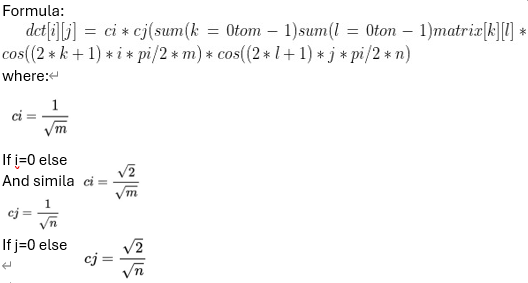 Formula:
dct[i][j] = ci * cj(sum(k = 0tom − 1)sum(l = 0ton − 1)matrix[k][l] *
cos((2 * k + 1) * i * pi/2 * m) * cos((2 * l + 1) * j * pi/2 * n)
where:↵
ci = 1/√m
If i=0 else
And simila ci = √2/√m
cj = 1/√n
If j=0 else
cj = √2/√n
↵